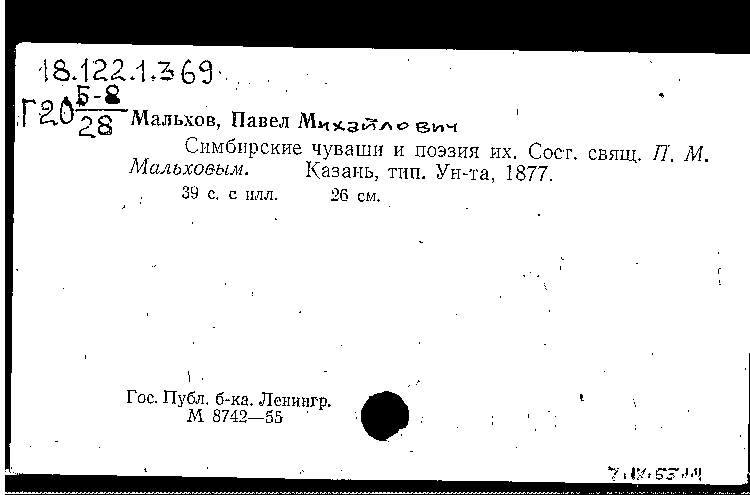 18.122.1.369
Г20 Б-8/28
Мальхов, Павел Михайлович
Симбирские чуваши и поэзия их. Сост. свящ. П. М.
Мальховым. Казань, тип. Ун-та, 1877.
39 с. с илл. 26 см.
Гос. Публ. б-ка. Ленингр.
М 8742—55